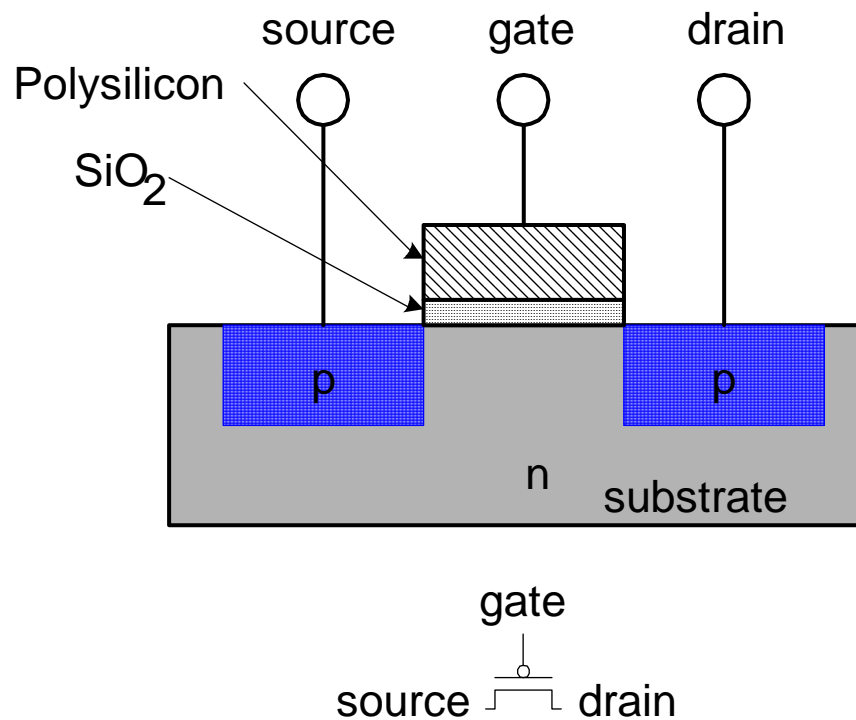 source gate drain
Polysilicon
SiO2
p p
n
substrate
gate
source drain